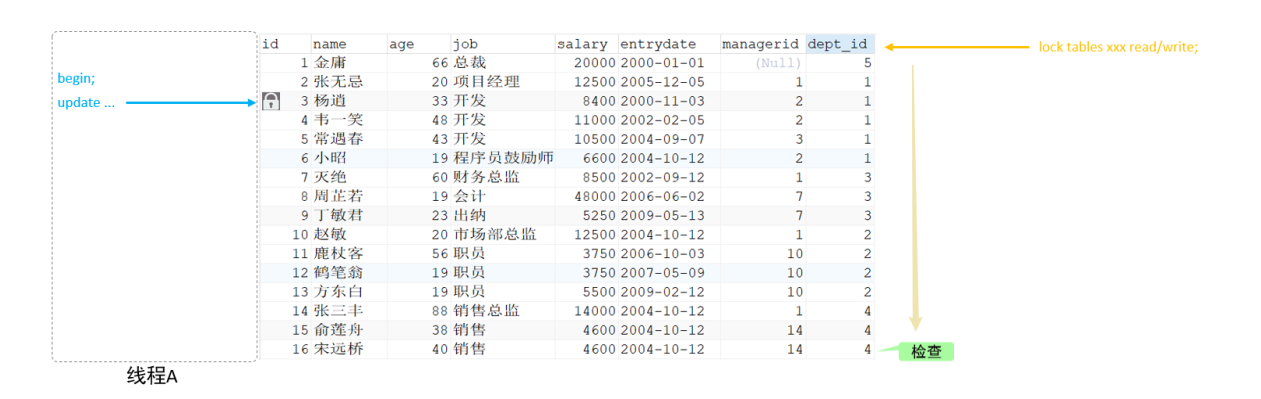 id name age job salary entrydate managerid dept_id
lock tables xxx read/write;
1 金庸 66 总裁 20000 2000-01-01 (Null) 5
begin;
2 张无忌 20 项目经理 12500 2005-12-05 1 1
update ...
3 杨逍 33 开发 8400 2000-11-03 2 1
4 韦一笑 48 开发 11000 2002-02-05 2 1
5 常遇春 43 开发 10500 2004-09-07 3 1
6 小昭 19 程序员鼓励师 6600 2004-10-12 2 1
7 灭绝 60 财务总监 8500 2002-09-12 1 3
8 周芷若 19 会计 48000 2006-06-02 7 3
9 丁敏君 23 出纳 5250 2009-05-13 7 3
10 赵敏 20 市场部总监 12500 2004-10-12 1 2
11 鹿杖客 56 职员 3750 2006-10-03 10 2
12 鹤笔翁 19 职员 3750 2007-05-09 10 2
13 方东白 19 职员 5500 2009-02-12 10 2
14 张三丰 88 销售总监 14000 2004-10-12 1 4
15 俞莲舟 38 销售 4600 2004-10-12 14 4
16 宋远桥 40 销售 4600 2004-10-12 14 4
检查
线程A